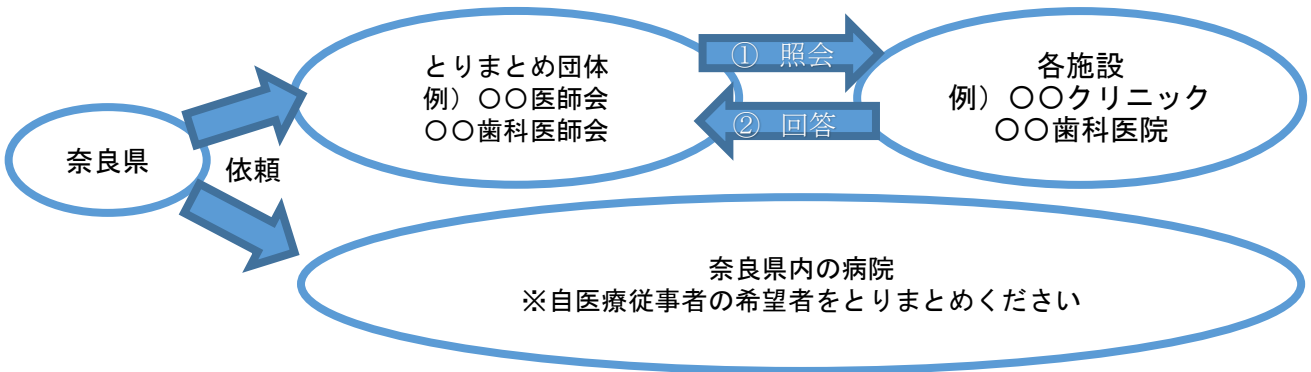 奈良県
依頼
とりまとめ団体
例）〇〇医師会
〇〇歯科医師会
① 照会
② 回答
各施設
例）〇〇クリニック
〇〇歯科医院
奈良県内の病院
※自医療従事者の希望者をとりまとめください